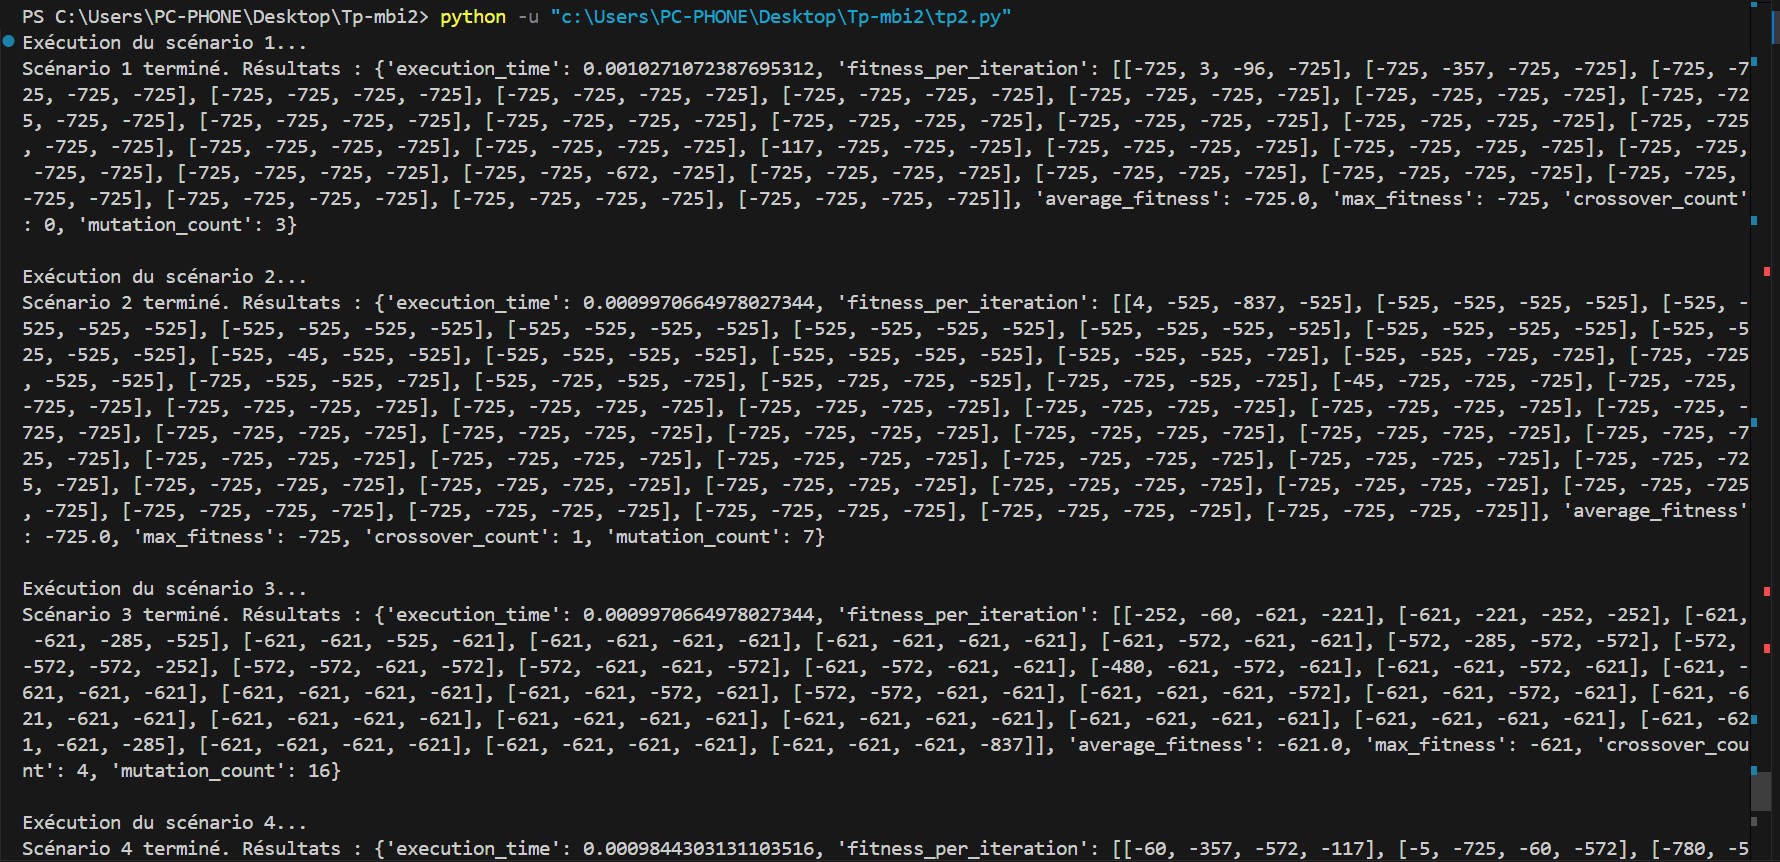 PS C:\Users\PC-PHONE\Desktop\Tp-mbi2> python -u "c:\Users\PC-PHONE\Desktop\Tp-mbi2\tp2.py"
Exécution du scénario 1...
Scénario 1 terminé. Résultats : {'execution_time': 0.0010271072387695312, 'fitness_per_iteration': [[-725, 3, -96, -725], [-725, -357, -725, -725], [-725, -7
25, -725, -725], [-725, -725, -725, -725], [-725, -725, -725, -725], [-725, -725, -725, -725], [-725, -725, -725, -725], [-725, -725, -725, -725], [-725, -72
5, -725, -725], [-725, -725, -725, -725], [-725, -725, -725, -725], [-725, -725, -725, -725], [-725, -725, -725, -725], [-725, -725, -725, -725], [-725, -725
, -725, -725], [-725, -725, -725, -725], [-725, -725, -725, -725], [-117, -725, -725, -725], [-725, -725, -725, -725], [-725, -725, -725, -725], [-725, -725,
 -725, -725], [-725, -725, -725, -725], [-725, -725, -672, -725], [-725, -725, -725, -725], [-725, -725, -725, -725], [-725, -725, -725, -725], [-725, -725,
-725, -725], [-725, -725, -725, -725], [-725, -725, -725, -725], [-725, -725, -725, -725]], 'average_fitness': -725.0, 'max_fitness': -725, 'crossover_count'
: 0, 'mutation_count': 3}
Exécution du scénario 2...
Scénario 2 terminé. Résultats : {'execution_time': 0.0009970664978027344, 'fitness_per_iteration': [[4, -525, -837, -525], [-525, -525, -525, -525], [-525, -
525, -525, -525], [-525, -525, -525, -525], [-525, -525, -525, -525], [-525, -525, -525, -525], [-525, -525, -525, -525], [-525, -525, -525, -525], [-525, -5
25, -525, -525], [-525, -45, -525, -525], [-525, -525, -525, -525], [-525, -525, -525, -525], [-525, -525, -525, -725], [-525, -525, -725, -525], [-725, -725
, -525, -525], [-725, -525, -525, -725], [-525, -725, -525, -725], [-525, -725, -725, -525], [-725, -725, -525, -725], [-45, -725, -725, -725], [-725, -725,
-725, -725], [-725, -725, -725, -725], [-725, -725, -725, -725], [-725, -725, -725, -725], [-725, -725, -725, -725], [-725, -725, -725, -725], [-725, -725, -
725, -725], [-725, -725, -725, -725], [-725, -725, -725, -725], [-725, -725, -725, -725], [-725, -725, -725, -725], [-725, -725, -725, -725], [-725, -725, -7
25, -725], [-725, -725, -725, -725], [-725, -725, -725, -725], [-725, -725, -725, -725], [-725, -725, -725, -725], [-725, -725, -725, -725], [-725, -725, -72
5, -725], [-725, -725, -725, -725], [-725, -725, -725, -725], [-725, -725, -725, -725], [-725, -725, -725, -725], [-725, -725, -725, -725], [-725, -725, -725
, -725], [-725, -725, -725, -725], [-725, -725, -725, -725], [-725, -725, -725, -725], [-725, -725, -725, -725], [-725, -725, -725, -725]], 'average_fitness'
: -725.0, 'max_fitness': -725, 'crossover_count': 1, 'mutation_count': 7}
Exécution du scénario 3...
Scénario 3 terminé. Résultats : {'execution_time': 0.0009970664978027344, 'fitness_per_iteration': [[-252, -60, -621, -221], [-621, -221, -252, -252], [-621,
 -621, -285, -525], [-621, -621, -525, -621], [-621, -621, -621, -621], [-621, -621, -621, -621], [-621, -572, -621, -621], [-572, -285, -572, -572], [-572,
-572, -572, -252], [-572, -572, -621, -572], [-572, -621, -621, -572], [-621, -572, -621, -621], [-480, -621, -572, -621], [-621, -621, -572, -621], [-621, -
621, -621, -621], [-621, -621, -621, -621], [-621, -621, -572, -621], [-572, -572, -621, -621], [-621, -621, -621, -572], [-621, -621, -572, -621], [-621, -6
21, -621, -621], [-621, -621, -621, -621], [-621, -621, -621, -621], [-621, -621, -621, -621], [-621, -621, -621, -621], [-621, -621, -621, -621], [-621, -62
1, -621, -285], [-621, -621, -621, -621], [-621, -621, -621, -621], [-621, -621, -621, -837]], 'average_fitness': -621.0, 'max_fitness': -621, 'crossover_cou
nt': 4, 'mutation_count': 16}
Exécution du scénario 4...
Scénario 4 terminé. Résultats : {'execution_time': 0.0009844303131103516, 'fitness_per_iteration': [[-60, -357, -572, -117], [-5, -725, -60, -572], [-780, -5